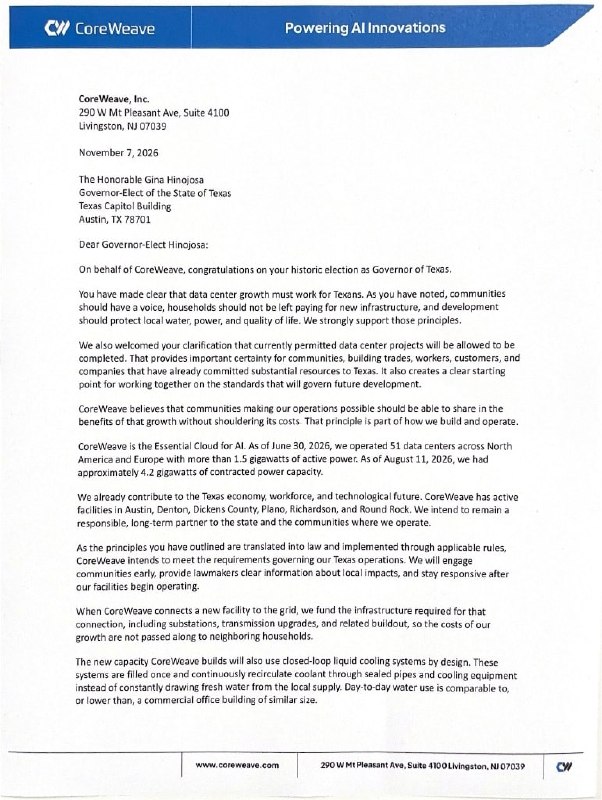 CW CoreWeave
Powering AI Innovations
CoreWeave, Inc.
290 W Mt Pleasant Ave, Suite 4100
Livingston, NJ 07039
November 7, 2026
The Honorable Gina Hinojosa
Governor-Elect of the State of Texas
Texas Capitol Building
Austin, TX 78701
Dear Governor-Elect Hinojosa:
On behalf of CoreWeave, congratulations on your historic election as Governor of Texas.
You have made clear that data center growth must work for Texans. As you have noted, communities
should have a voice, households should not be left paying for new infrastructure, and development
should protect local water, power, and quality of life. We strongly support those principles.
We also welcomed your clarification that currently permitted data center projects will be allowed to be
completed. That provides important certainty for communities, building trades, workers, customers, and
companies that have already committed substantial resources to Texas. It also creates a clear starting
point for working together on the standards that will govern future development.
CoreWeave believes that communities making our operations possible should be able to share in the
benefits of that growth without shouldering its costs. That principle is part of how we build and operate.
CoreWeave is the Essential Cloud for AI. As of June 30, 2026, we operated 51 data centers across North
America and Europe with more than 1.5 gigawatts of active power. As of August 11, 2026, we had
approximately 4.2 gigawatts of contracted power capacity.
We already contribute to the Texas economy, workforce, and technological future. CoreWeave has active
facilities in Austin, Denton, Dickens County, Plano, Richardson, and Round Rock. We intend to remain a
responsible, long-term partner to the state and the communities where we operate.
As the principles you have outlined are translated into law and implemented through applicable rules,
CoreWeave intends to meet the requirements governing our Texas operations. We will engage
communities early, provide lawmakers clear information about local impacts, and stay responsive after
our facilities begin operating.
When CoreWeave connects a new facility to the grid, we fund the infrastructure required for that
connection, including substations, transmission upgrades, and related buildout, so the costs of our
growth are not passed along to neighboring households.
The new capacity CoreWeave builds will also use closed-loop liquid cooling systems by design. These
systems are filled once and continuously recirculate coolant through sealed pipes and cooling equipment
instead of constantly drawing fresh water from the local supply. Day-to-day water use is comparable to,
or lower than, a commercial office building of similar size.
www.coreweave.com
290 W Mt Pleasant Ave, Suite 4100 Livingston, NJ 07039
CW